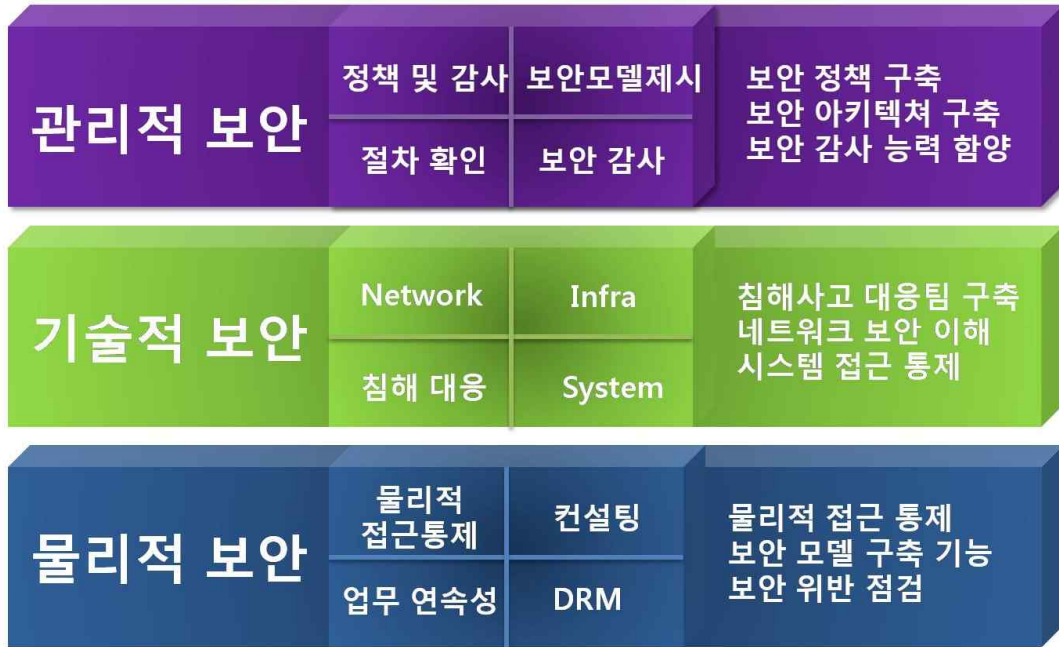 관리적 보안
정책 및 감사
보안모델제시
절차 확인
보안 감사
보안 정책 구축
보안 아키텍쳐 구축
보안 감사 능력 함양
기술적 보안
Network
Infra
침해 대응
System
침해사고 대응팀 구축
네트워크 보안 이해
시스템 접근 통제
물리적 보안
물리적
접근통제
컨설팅
업무 연속성
DRM
물리적 접근 통제
보안 모델 구축 기능
보안 위반 점검